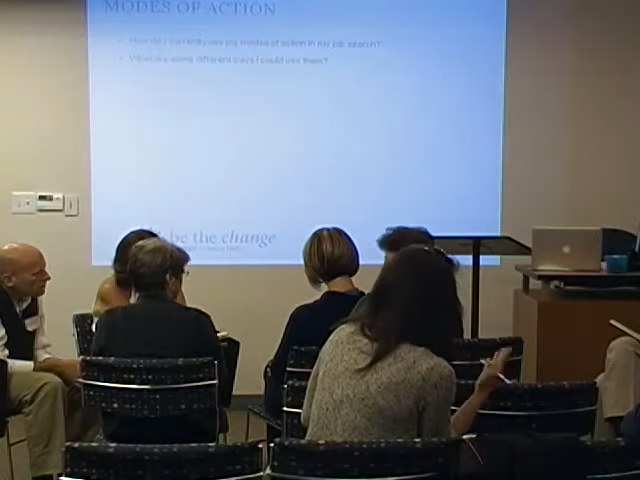 MODES OF ACTION
How do I currently use my modes of action in my job search?
What are some different ways I could use them?
be the change